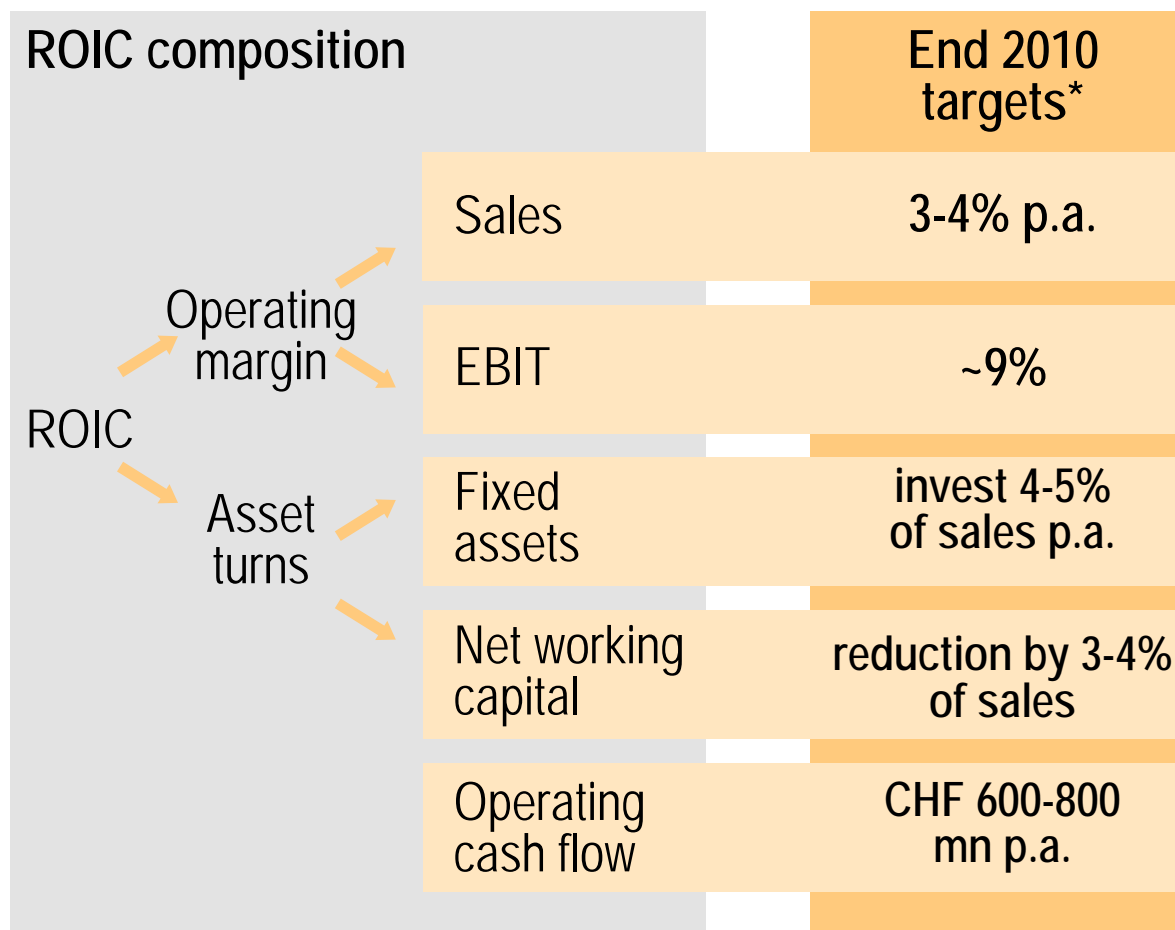 ROIC composition
End 2010
targets*
Sales
3-4% p.a.
Operating
margin
EBIT
~9%
ROIC
Asset
turns
Fixed
assets
invest 4-5%
of sales p.a.
Net working
capital
reduction by 3-4%
of sales
Operating
cash flow
CHF 600-800
mn p.a.